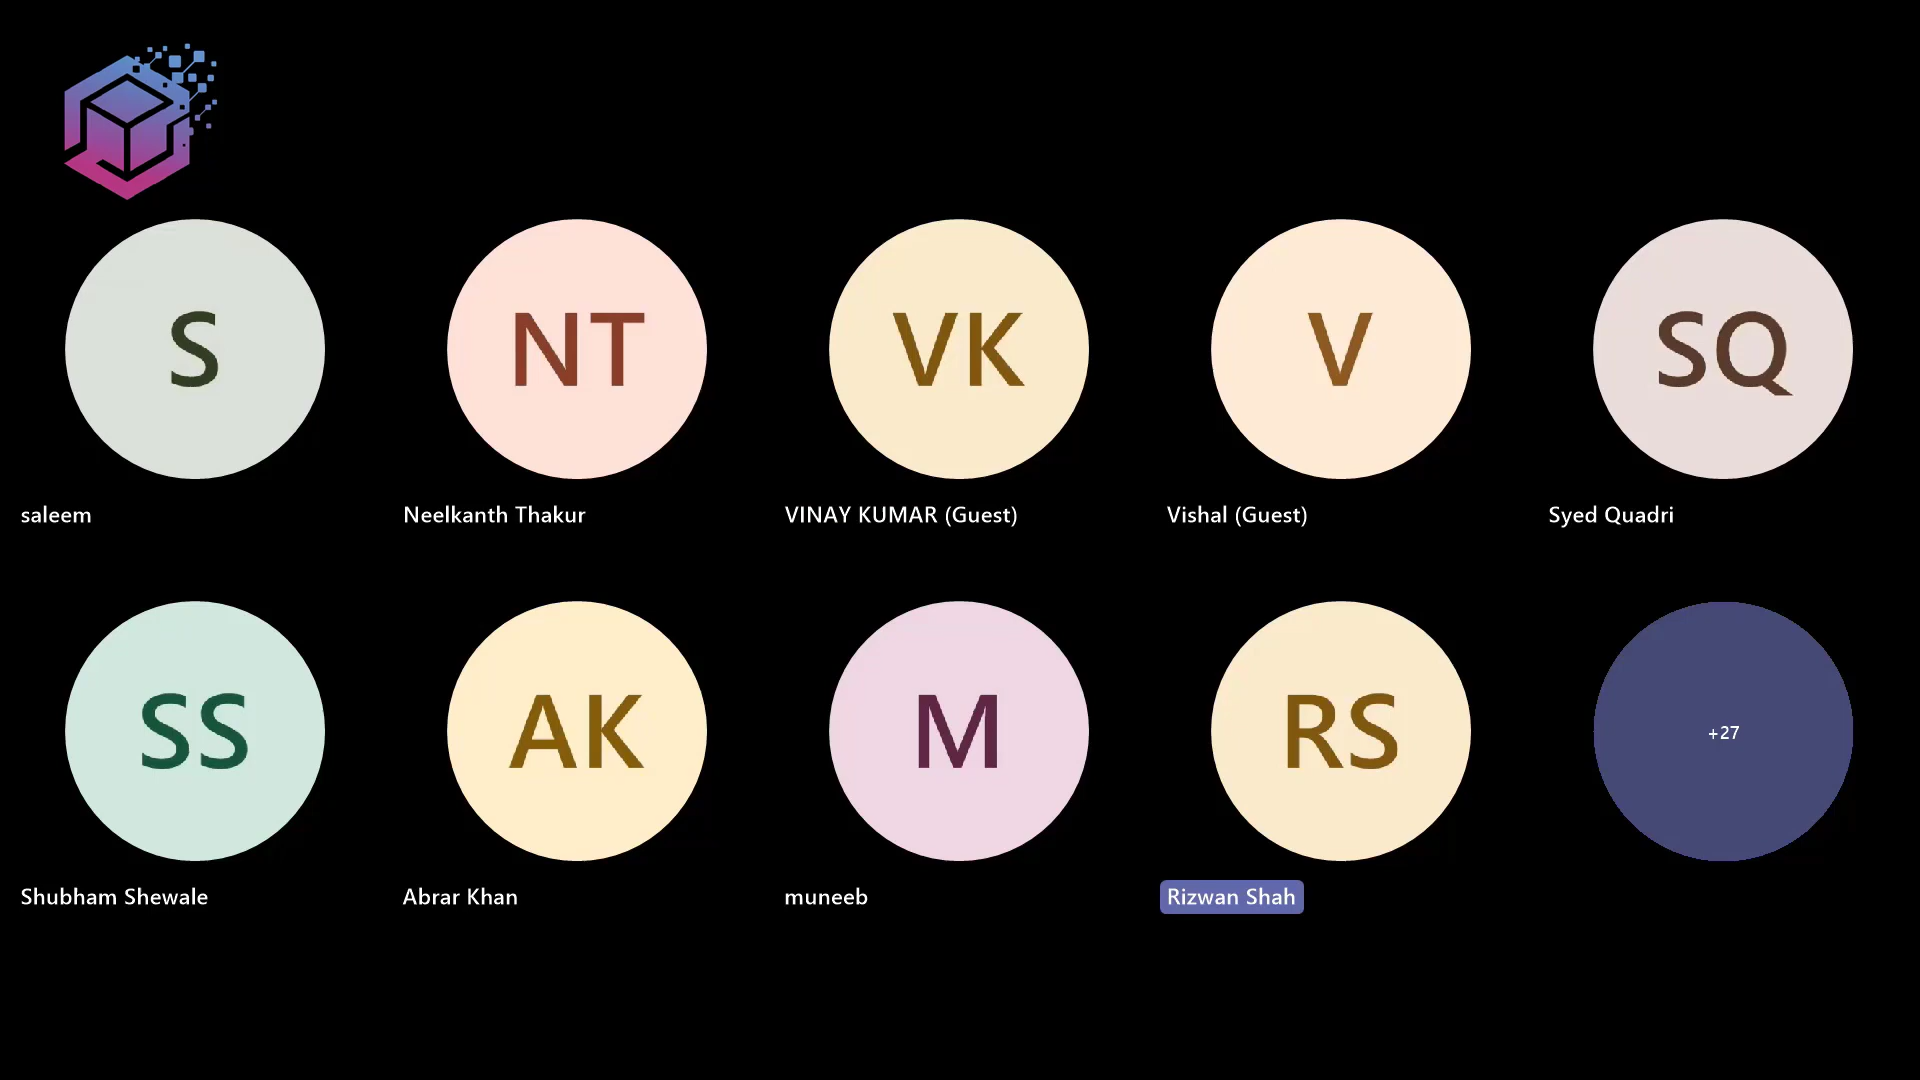 S
NT
VK
V
SQ
saleem
Neelkanth Thakur
VINAY KUMAR (Guest)
Vishal (Guest)
Syed Quadri
SS
AK
M
RS
+27
Shubham Shewale
Abrar Khan
muneeb
Rizwan Shah